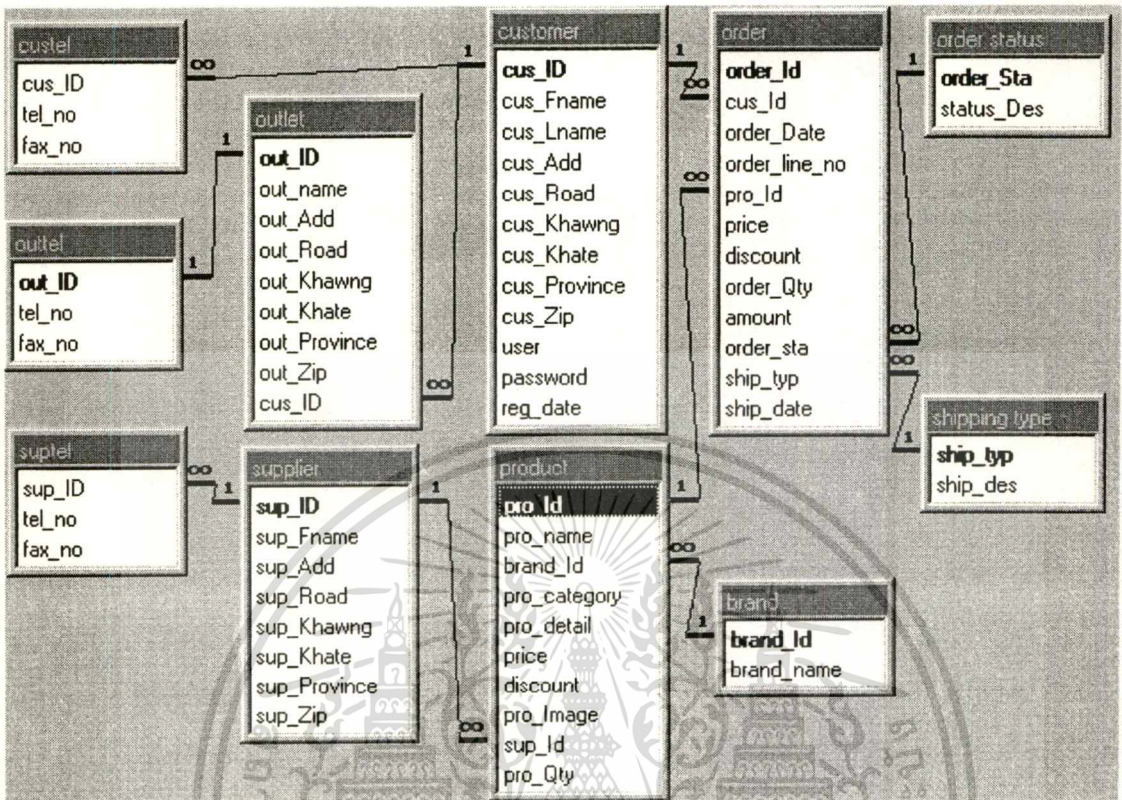 custel
cus_ID
tel_no
fax_no
∞
1
outlet
out_ID
out_name
out_Add
out_Road
out_Khawng
out_Khate
out_Province
out_Zip
cus_ID
1
∞
outtel
out_ID
tel_no
fax_no
1
customer
cus_ID
cus_Fname
cus_Lname
cus_Add
cus_Road
cus_Khawng
cus_Khate
cus_Province
cus_Zip
user
password
reg_date
1
∞
order
order_Id
cus_Id
order_Date
order_line_no
pro_Id
price
discount
order_Qty
amount
order_sta
ship_typ
ship_date
∞
∞
∞
order status
order_Sta
status_Des
1
shipping type
ship_typ
ship_des
1
suptel
sup_ID
tel_no
fax_no
∞
1
supplier
sup_ID
sup_Fname
sup_Add
sup_Road
sup_Khawng
sup_Khate
sup_Province
sup_Zip
1
∞
product
pro_Id
pro_name
brand_Id
pro_category
pro_detail
price
discount
pro_Image
sup_Id
pro_Qty
1
∞
brand
brand_Id
brand_name
1